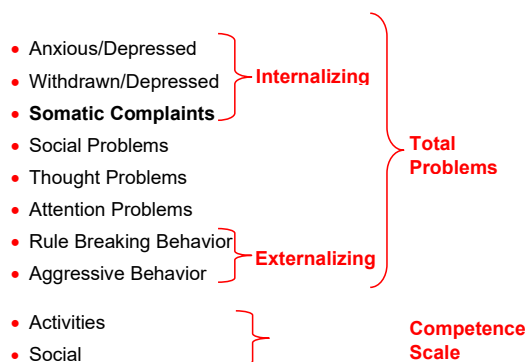 • Anxious/Depressed
• Withdrawn/Depressed
Internalizing
• Somatic Complaints
• Social Problems
Total
Problems
• Thought Problems
• Attention Problems
• Rule Breaking Behavior
Externalizing
• Aggressive Behavior
• Activities
Competence
Scale
• Social